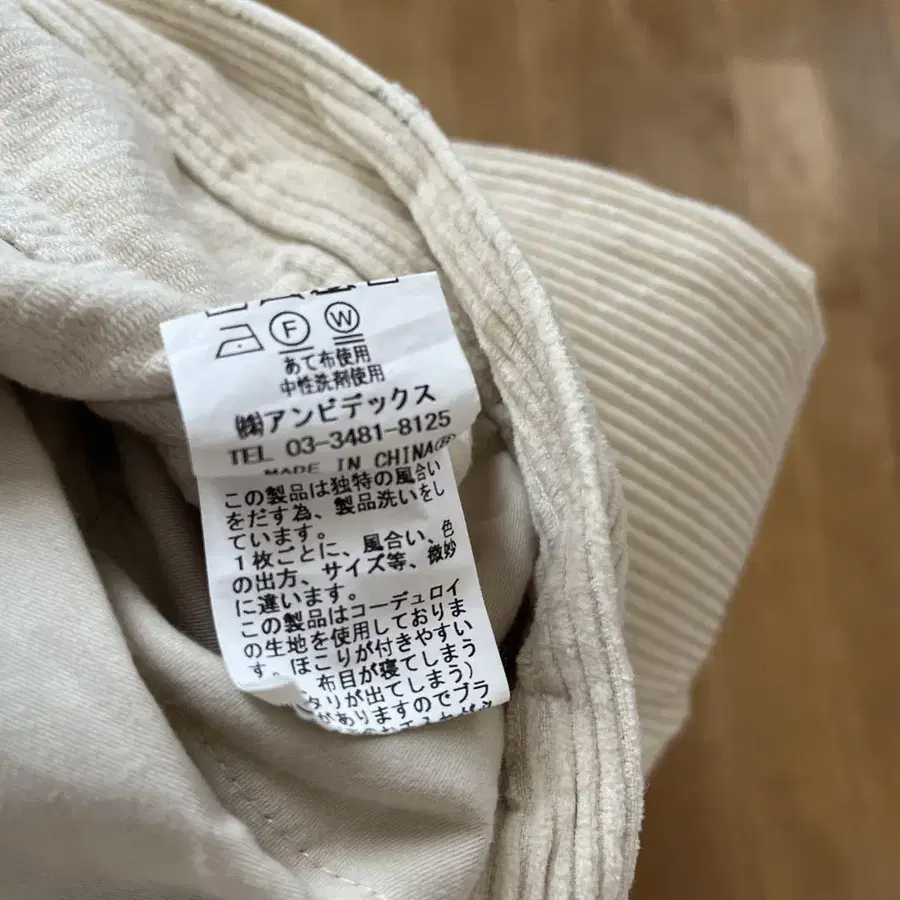 F W
あて布使用
中性洗剤使用
㈱アンビデックス
TEL 03-3481-8125
MADE IN CHINA®
この製品は独特の風合い
をだす為、製品洗いをし
ています。
1枚ごとに、風合い、色
の出方、サイズ等、微妙
に違います。
この製品はコーデュロイ
の生地を使用しておりま
す。ほこりが付きやすい
布目が寝てしまう
タリが出てしまう)
がありますのでブラ